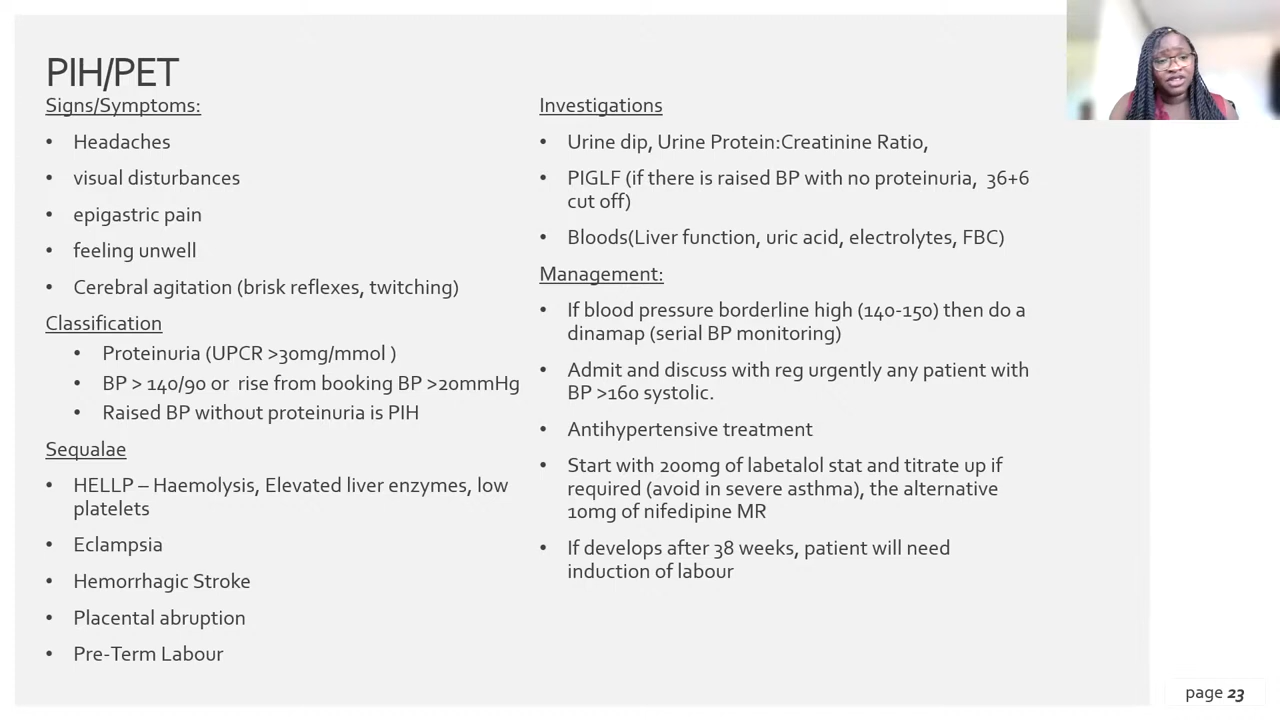 PIH/PET
Signs/Symptoms:
• Headaches
• visual disturbances
• epigastric pain
• feeling unwell
• Cerebral agitation (brisk reflexes, twitching)
Classification
• Proteinuria (UPCR >30mg/mmol )
• BP > 140/90 or rise from booking BP >20mmHg
• Raised BP without proteinuria is PIH
Sequalae
• HELLP – Haemolysis, Elevated liver enzymes, low
platelets
• Eclampsia
• Hemorrhagic Stroke
• Placental abruption
• Pre-Term Labour
Investigations
• Urine dip, Urine Protein:Creatinine Ratio,
• PIGLF (if there is raised BP with no proteinuria, 36+6
cut off)
• Bloods(Liver function, uric acid, electrolytes, FBC)
Management:
• If blood pressure borderline high (140-150) then do a
dinamap (serial BP monitoring)
• Admit and discuss with reg urgently any patient with
BP >160 systolic.
• Antihypertensive treatment
• Start with 200mg of labetalol stat and titrate up if
required (avoid in severe asthma), the alternative
10mg of nifedipine MR
• If develops after 38 weeks, patient will need
induction of labour
page 23